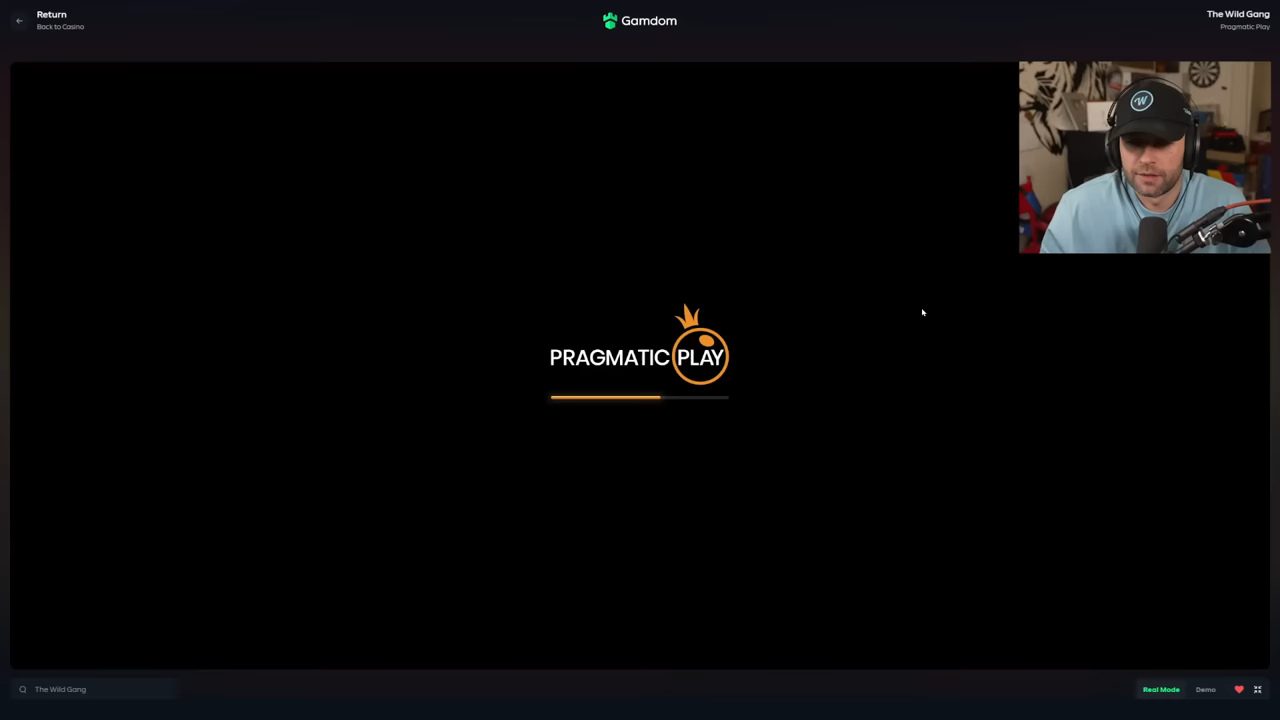 Return
Back to Casino
Gamdom
The Wild Gang
Pragmatic Play
W
PRAGMATIC PLAY
The Wild Gang
Real Mode
Demo